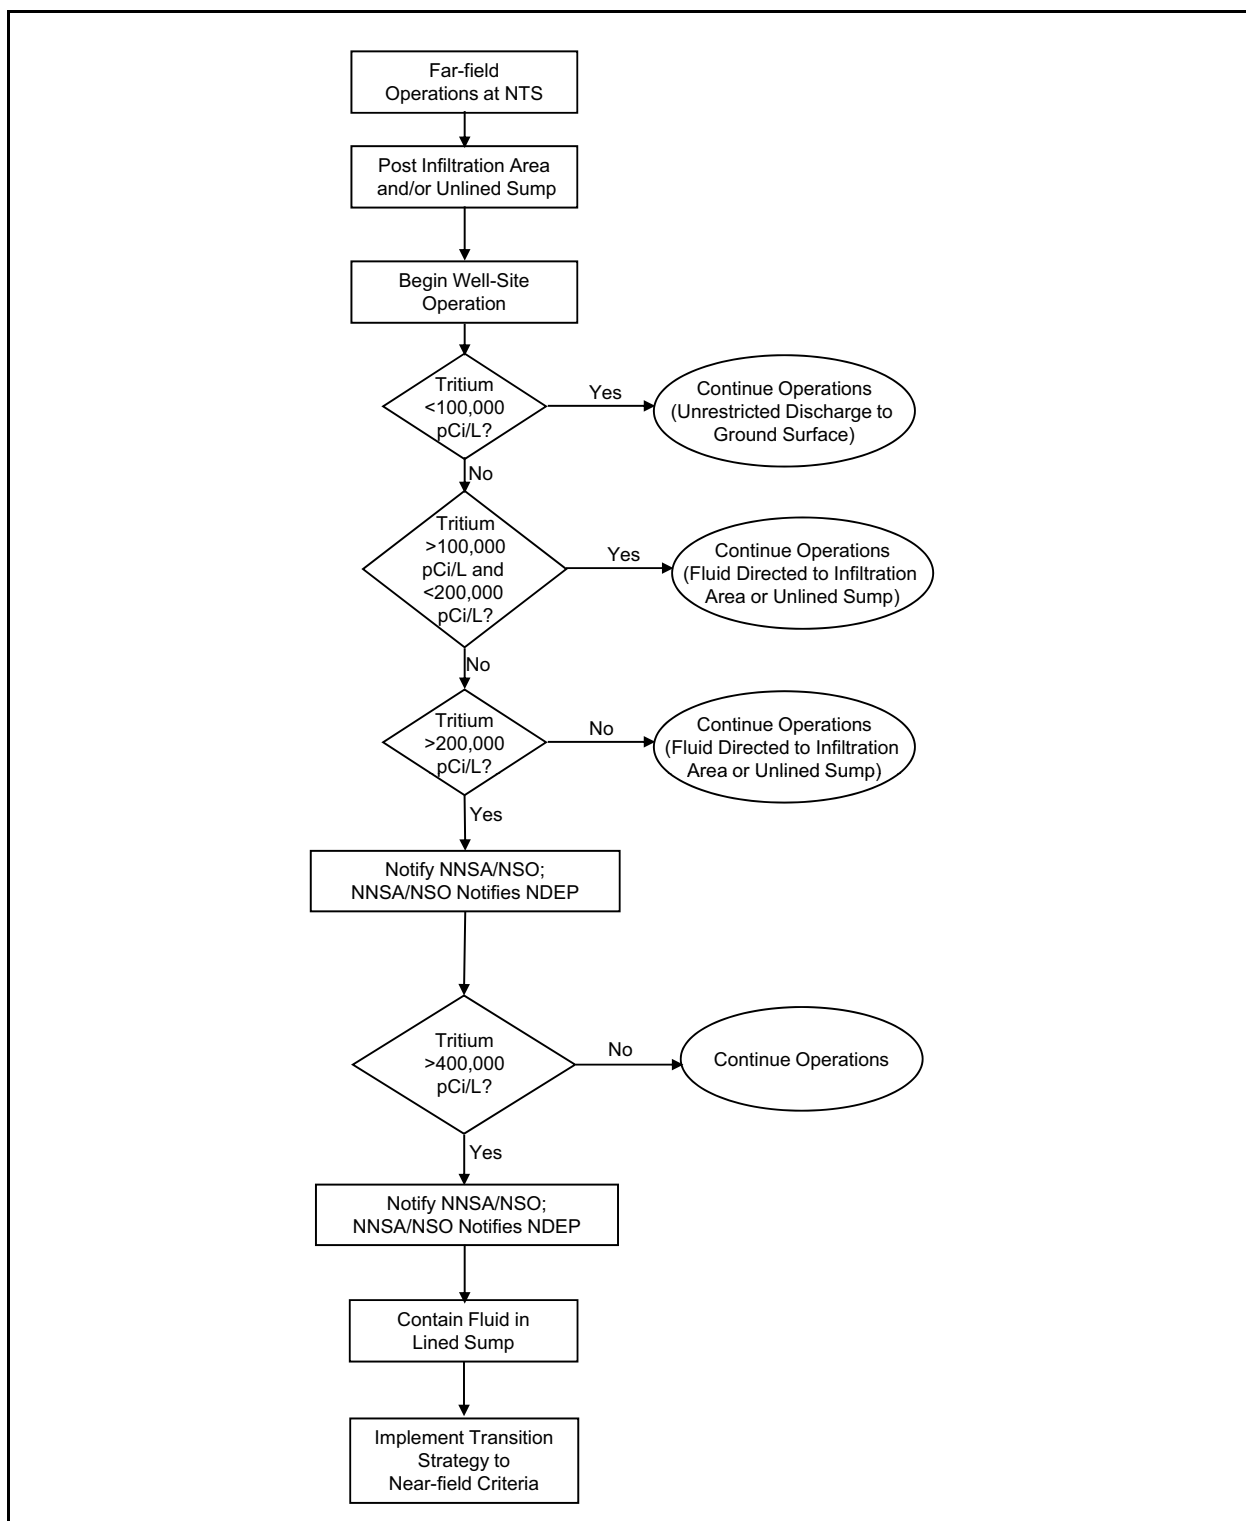 Far-field
Operations at NTS
Post Infiltration Area
and/or Unlined Sump
Begin Well-Site
Operation
Tritium
<100,000
pCi/L?
Yes
Continue Operations
(Unrestricted Discharge to
Ground Surface)
No
Tritium
>100,000
pCi/L and
<200,000
pCi/L?
Yes
Continue Operations
(Fluid Directed to Infiltration
Area or Unlined Sump)
No
Tritium
>200,000
pCi/L?
No
Continue Operations
(Fluid Directed to Infiltration
Area or Unlined Sump)
Yes
Notify NNSA/NSO;
NNSA/NSO Notifies NDEP
Tritium
>400,000
pCi/L?
No
Continue Operations
Yes
Notify NNSA/NSO;
NNSA/NSO Notifies NDEP
Contain Fluid in
Lined Sump
Implement Transition
Strategy to
Near-field Criteria